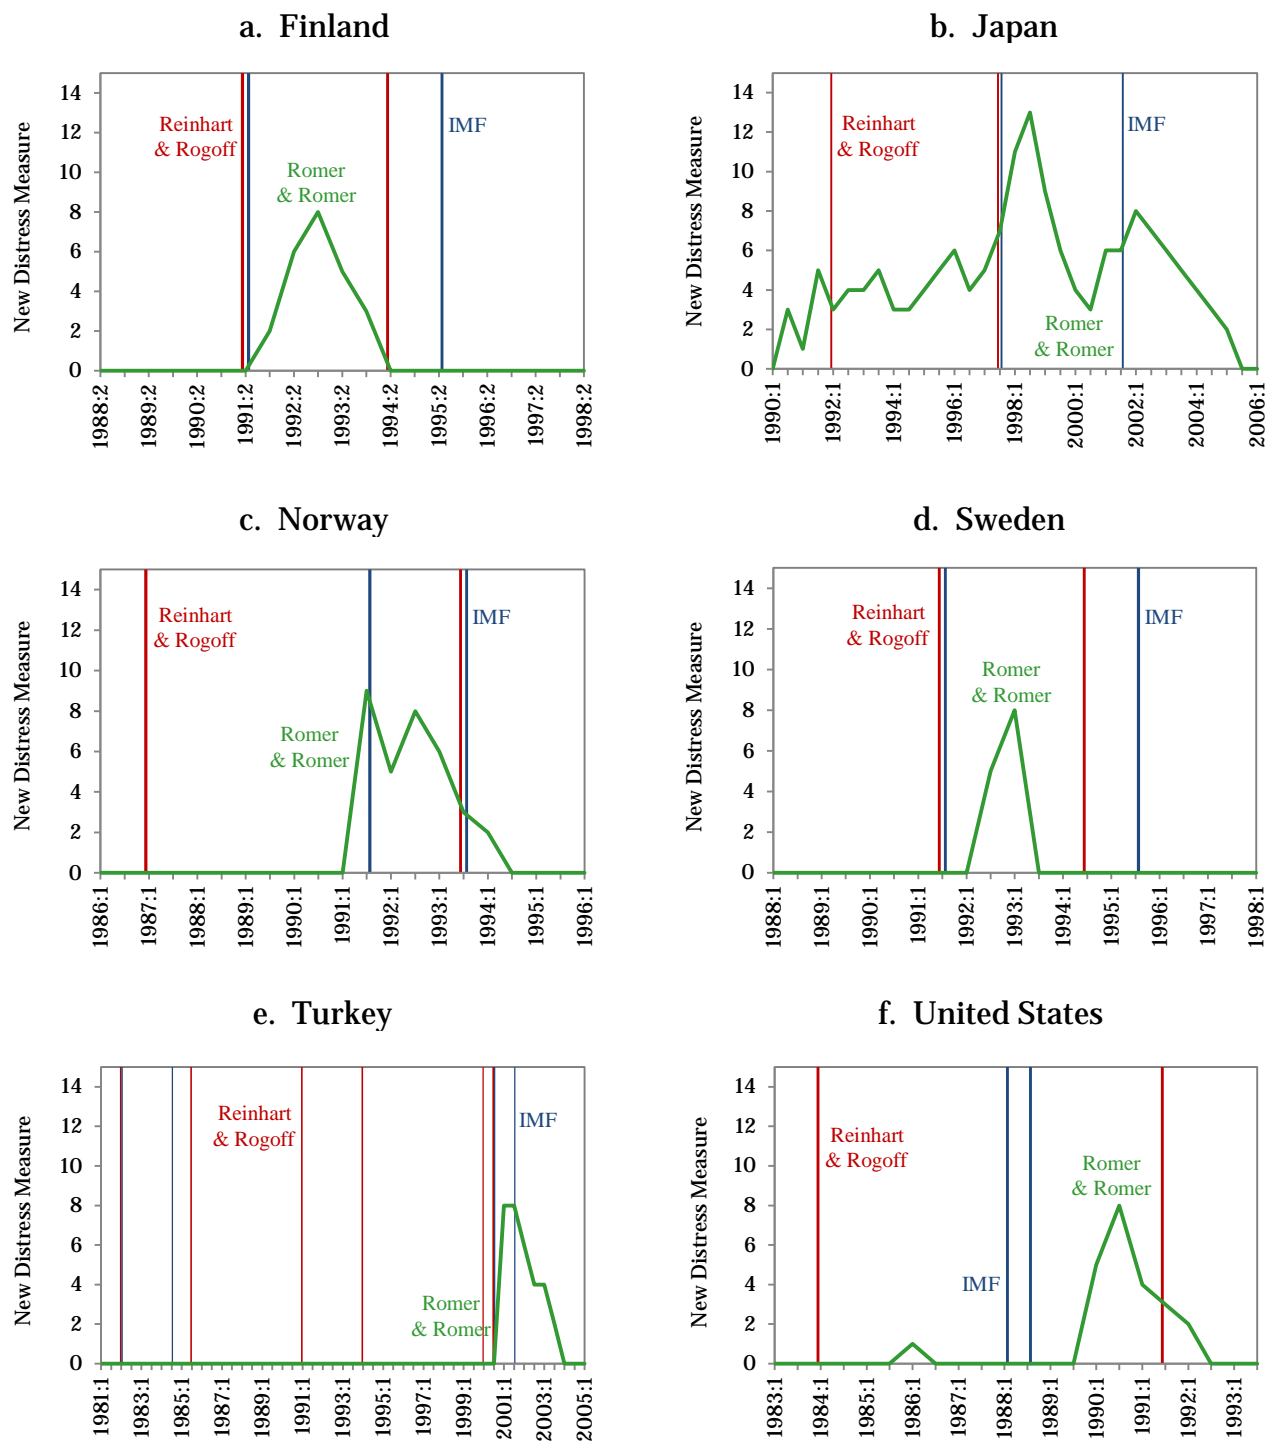 a. Finland
New Distress Measure
14
12
10
8
6
4
2
0
Reinhart
& Rogoff
IMF
Romer
& Romer
1988:2
1989:2
1990:2
1991:2
1992:2
1993:2
1994:2
1995:2
1996:2
1997:2
1998:2
b. Japan
New Distress Measure
14
12
10
8
6
4
2
0
Reinhart
& Rogoff
IMF
Romer
& Romer
1990:1
1992:1
1994:1
1996:1
1998:1
2000:1
2002:1
2004:1
2006:1
c. Norway
New Distress Measure
14
12
10
8
6
4
2
0
Reinhart
& Rogoff
IMF
Romer
& Romer
1986:1
1987:1
1988:1
1989:1
1990:1
1991:1
1992:1
1993:1
1994:1
1995:1
1996:1
d. Sweden
New Distress Measure
14
12
10
8
6
4
2
0
Reinhart
& Rogoff
IMF
Romer
& Romer
1988:1
1989:1
1990:1
1991:1
1992:1
1993:1
1994:1
1995:1
1996:1
1997:1
1998:1
e. Turkey
New Distress Measure
14
12
10
8
6
4
2
0
Reinhart
& Rogoff
IMF
Romer
& Romer
1981:1
1983:1
1985:1
1987:1
1989:1
1991:1
1993:1
1995:1
1997:1
1999:1
2001:1
2003:1
2005:1
f. United States
New Distress Measure
14
12
10
8
6
4
2
0
Reinhart
& Rogoff
Romer
& Romer
IMF
1983:1
1984:1
1985:1
1986:1
1987:1
1988:1
1989:1
1990:1
1991:1
1992:1
1993:1